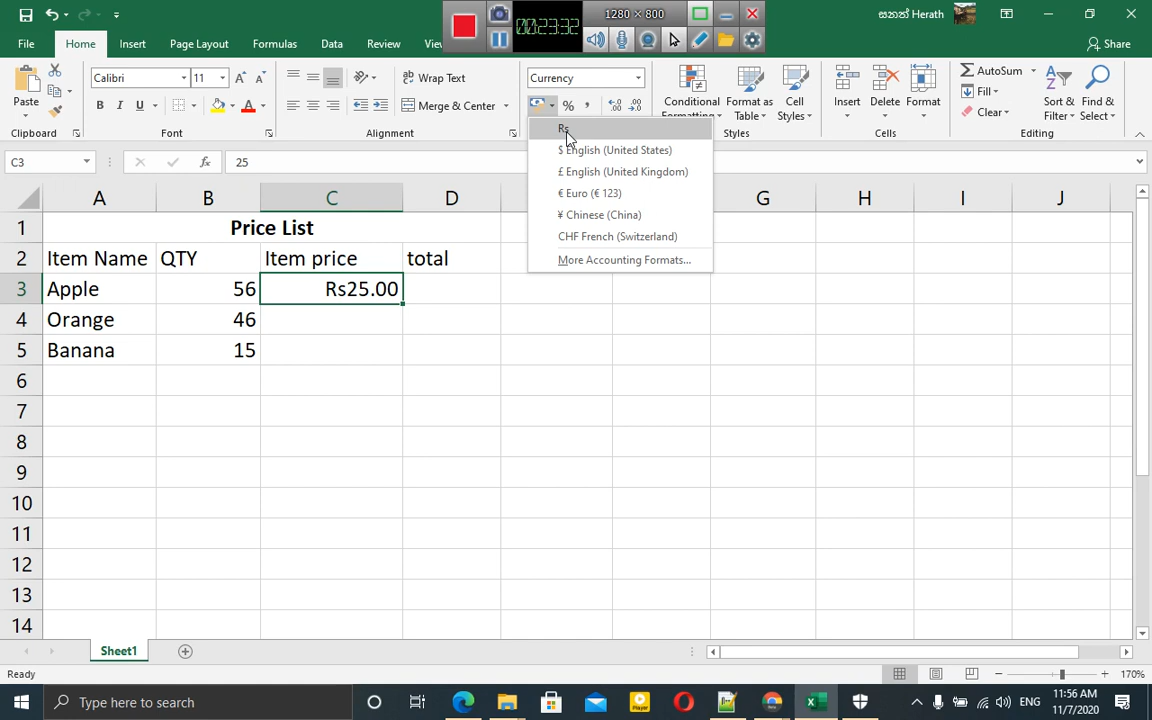 1280 × 800
00:23:32
සනත් Herath
File Home Insert Page Layout Formulas Data Review
Share
Paste
Calibri 11
Wrap Text
Merge & Center
Currency
Conditional Formatting
Format as Table
Cell Styles
Insert Delete Format
AutoSum
Fill
Clear
Sort & Filter
Find & Select
Clipboard Font Alignment Styles Cells Editing
C3 25
Rs
$ English (United States)
£ English (United Kingdom)
€ Euro (€ 123)
¥ Chinese (China)
CHF French (Switzerland)
More Accounting Formats...
A B C D G H I J
1 Price List
2 Item Name QTY Item price total
3 Apple 56 Rs25.00
4 Orange 46
5 Banana 15
6
7
8
9
10
11
12
13
14
Sheet1
Ready 170%
Type here to search
ENG
11:56 AM
11/7/2020